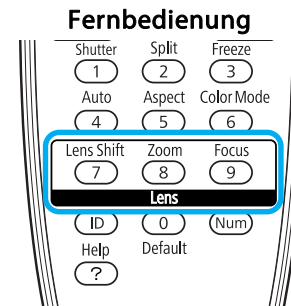 Fernbedienung
Shutter Split Freeze
1 2 3
Auto Aspect Color Mode
4 5 6
Lens Shift Zoom Focus
7 8 9
Lens
ID 0 Num
Help Default
?